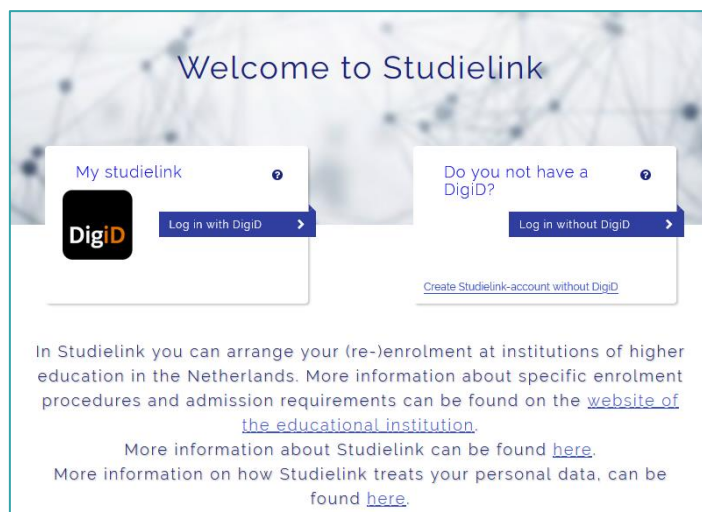 Welcome to Studielink
My studielink
DigiD
Log in with DigiD
Do you not have a
DigiD?
Log in without DigiD
Create Studielink-account without DigiD
In Studielink you can arrange your (re-)enrolment at institutions of higher
education in the Netherlands. More information about specific enrolment
procedures and admission requirements can be found on the website of
the educational institution.
More information about Studielink can be found here.
More information on how Studielink treats your personal data, can be
found here.